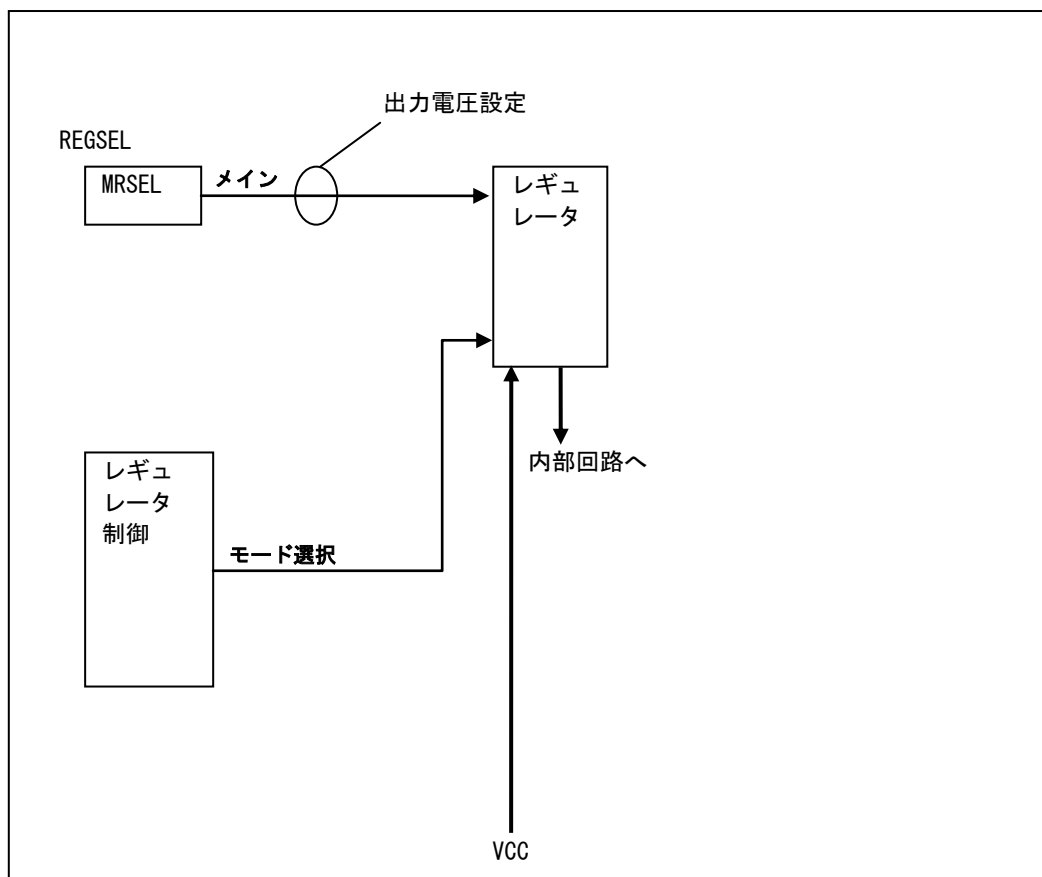 出力電圧設定
REGSEL
MRSEL
メイン
レギュ
レータ
内部回路へ
レギュ
レータ
制御
モード選択
VCC